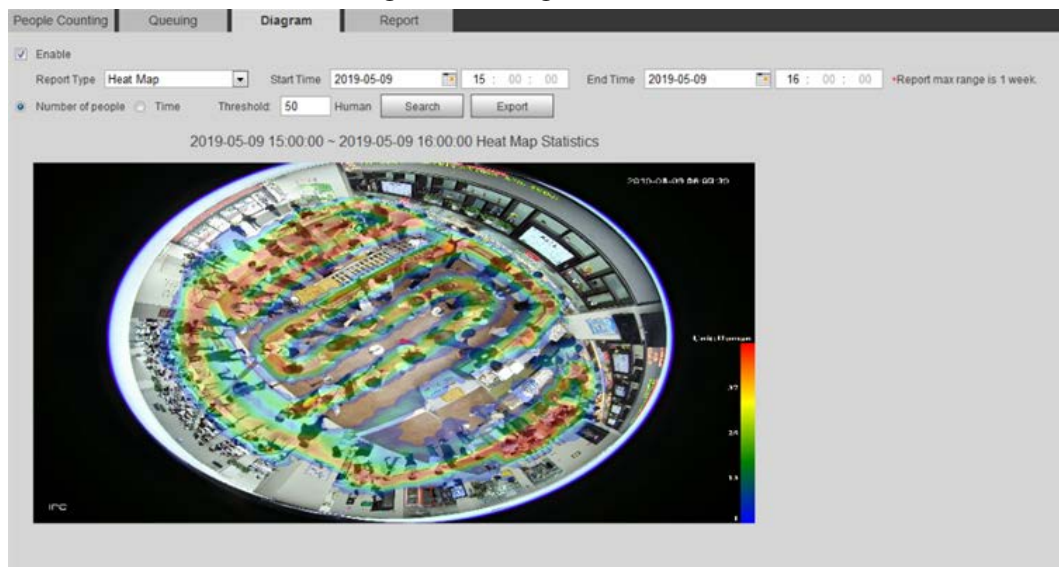 People Counting Queuing Diagram Report
Enable
Report Type Heat Map Start Time 2019-05-09 15 : 00 : 00 End Time 2019-05-09 16 : 00 : 00 *Report max range is 1 week.
Number of people Time Threshold: 50 Human Search Export
2019-05-09 15:00:00 ~ 2019-05-09 16:00:00 Heat Map Statistics
Unit:Human
IPC